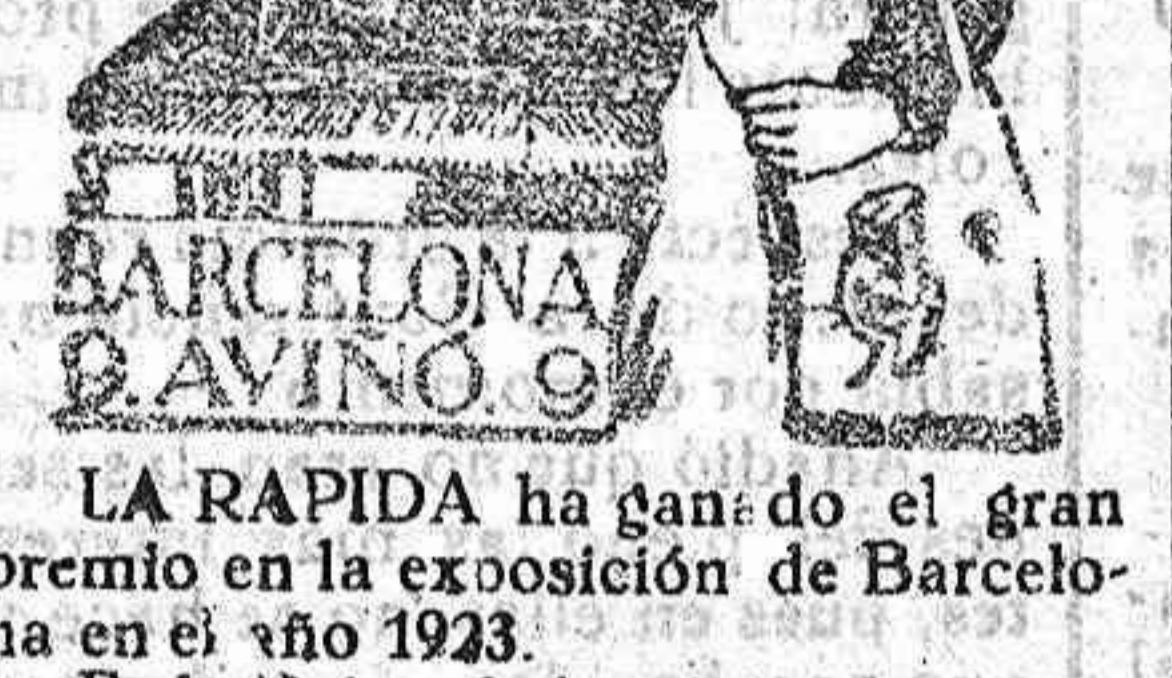 BARCELONA
B. AVIÑÓ. 9
LA RAPIDA ha ganado el gran
premio en la exposición de Barcelo-
na en el año 1923.